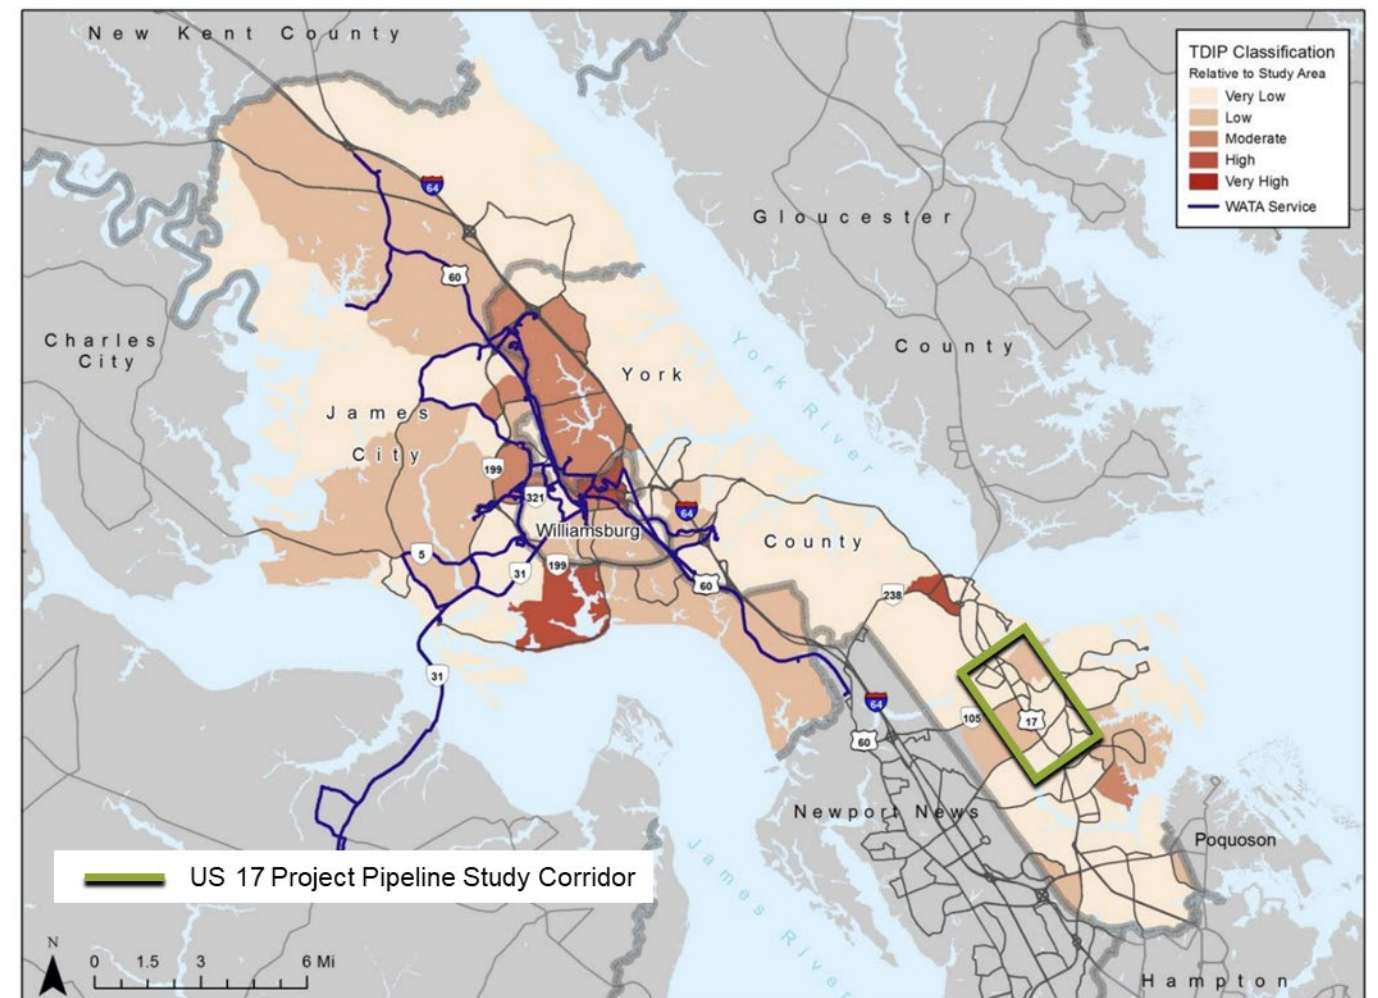 New Kent County
TDIP Classification
Relative to Study Area
Very Low
Low
Moderate
High
Very High
WATA Service
64
Gloucester
60
Charles
City
County
York
York River
James
City
199
321
64
Williamsburg
County
5
31
199
60
238
31
64
105
17
60
Newport News
Poquoson
James River
US 17 Project Pipeline Study Corridor
N
0 1.5 3 6 Mi
Hampton